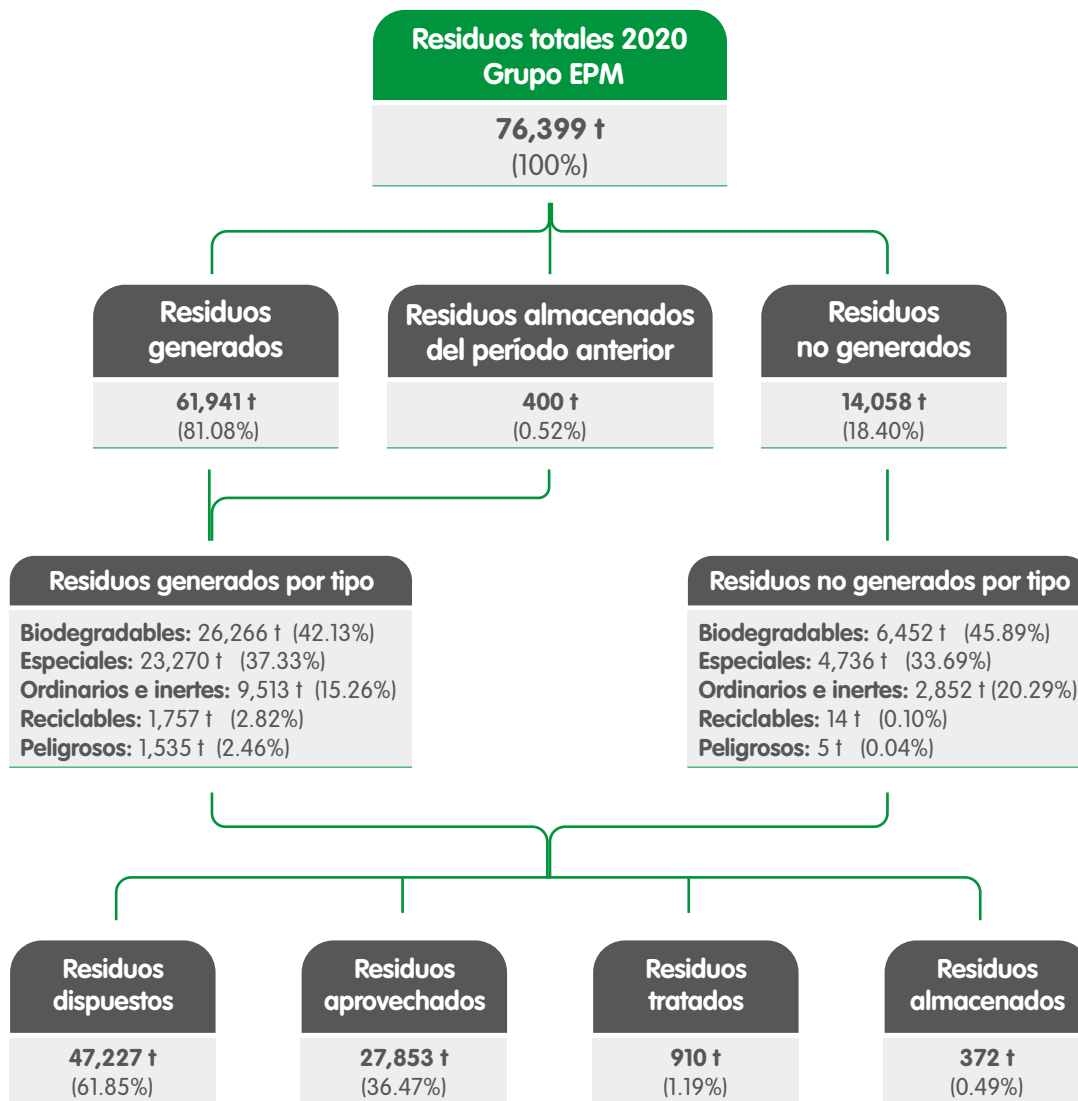 Residuos totales 2020
Grupo EPM
76,399 t
(100%)
Residuos
generados
61,941 t
(81.08%)
Residuos almacenados
del período anterior
400 t
(0.52%)
Residuos
no generados
14,058 t
(18.40%)
Residuos generados por tipo
Biodegradables: 26,266 t (42.13%)
Especiales: 23,270 t (37.33%)
Ordinarios e inertes: 9,513 t (15.26%)
Reciclables: 1,757 t (2.82%)
Peligrosos: 1,535 t (2.46%)
Residuos no generados por tipo
Biodegradables: 6,452 t (45.89%)
Especiales: 4,736 t (33.69%)
Ordinarios e inertes: 2,852 t (20.29%)
Reciclables: 14 t (0.10%)
Peligrosos: 5 t (0.04%)
Residuos
dispuestos
47,227 t
(61.85%)
Residuos
aprovechados
27,853 t
(36.47%)
Residuos
tratados
910 t
(1.19%)
Residuos
almacenados
372 t
(0.49%)